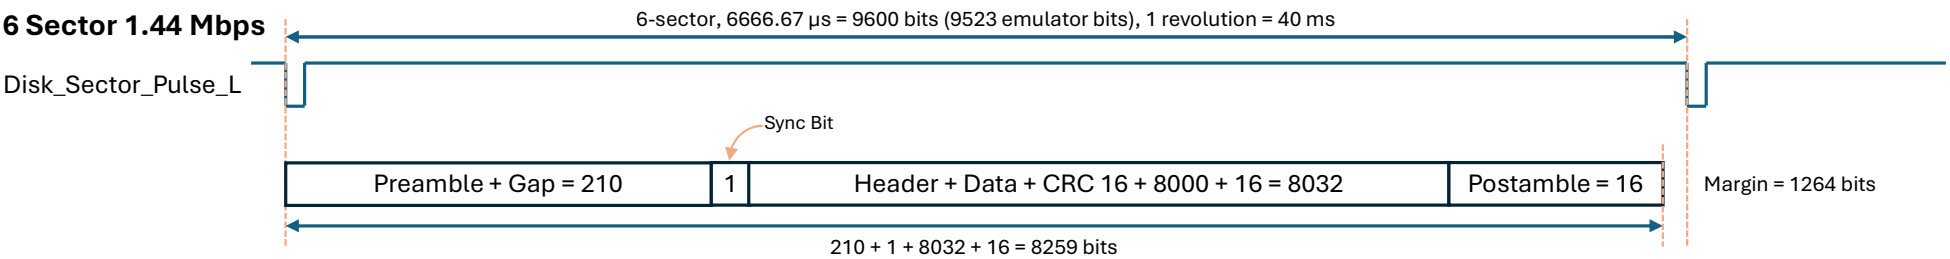 6 Sector 1.44 Mbps
6-sector, 6666.67 µs = 9600 bits (9523 emulator bits), 1 revolution = 40 ms
Disk_Sector_Pulse_L
Sync Bit
Preamble + Gap = 210
1
Header + Data + CRC 16 + 8000 + 16 = 8032
Postamble = 16
Margin = 1264 bits
210 + 1 + 8032 + 16 = 8259 bits